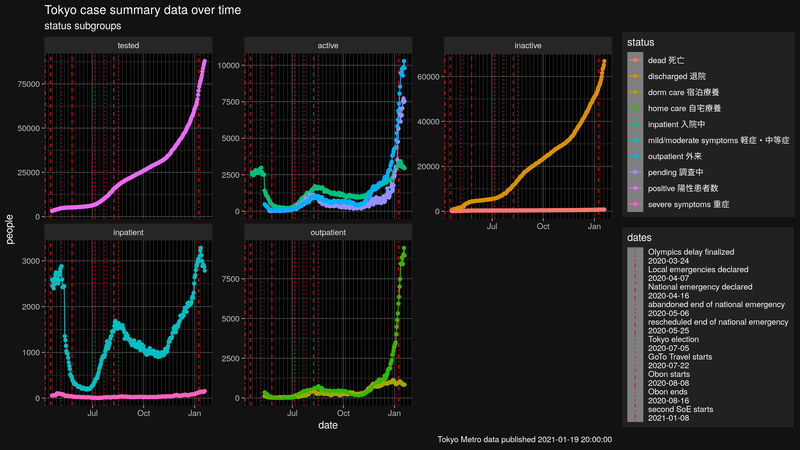 Tokyo case summary data over time
status subgroups
tested
active
inactive
75000
50000
25000
0
10000
7500
5000
2500
0
60000
40000
20000
0
Jul
Oct
Jan
inpatient
outpatient
3000
2000
1000
0
7500
5000
2500
0
Jul
Oct
Jan
Jul
Oct
Jan
people
date
status
dead 死亡
discharged 退院
dorm care 宿泊療養
home care 自宅療養
inpatient 入院中
mild/moderate symptoms 軽症・中等症
outpatient 外来
pending 調査中
positive 陽性患者数
severe symptoms 重症
dates
Olympics delay finalized
2020-03-24
Local emergencies declared
2020-04-07
National emergency declared
2020-04-16
abandoned end of national emergency
2020-05-06
rescheduled end of national emergency
2020-05-25
Tokyo election
2020-07-05
GoTo Travel starts
2020-07-22
Obon starts
2020-08-08
Obon ends
2020-08-16
second SoE starts
2021-01-08
Tokyo Metro data published 2021-01-19 20:00:00